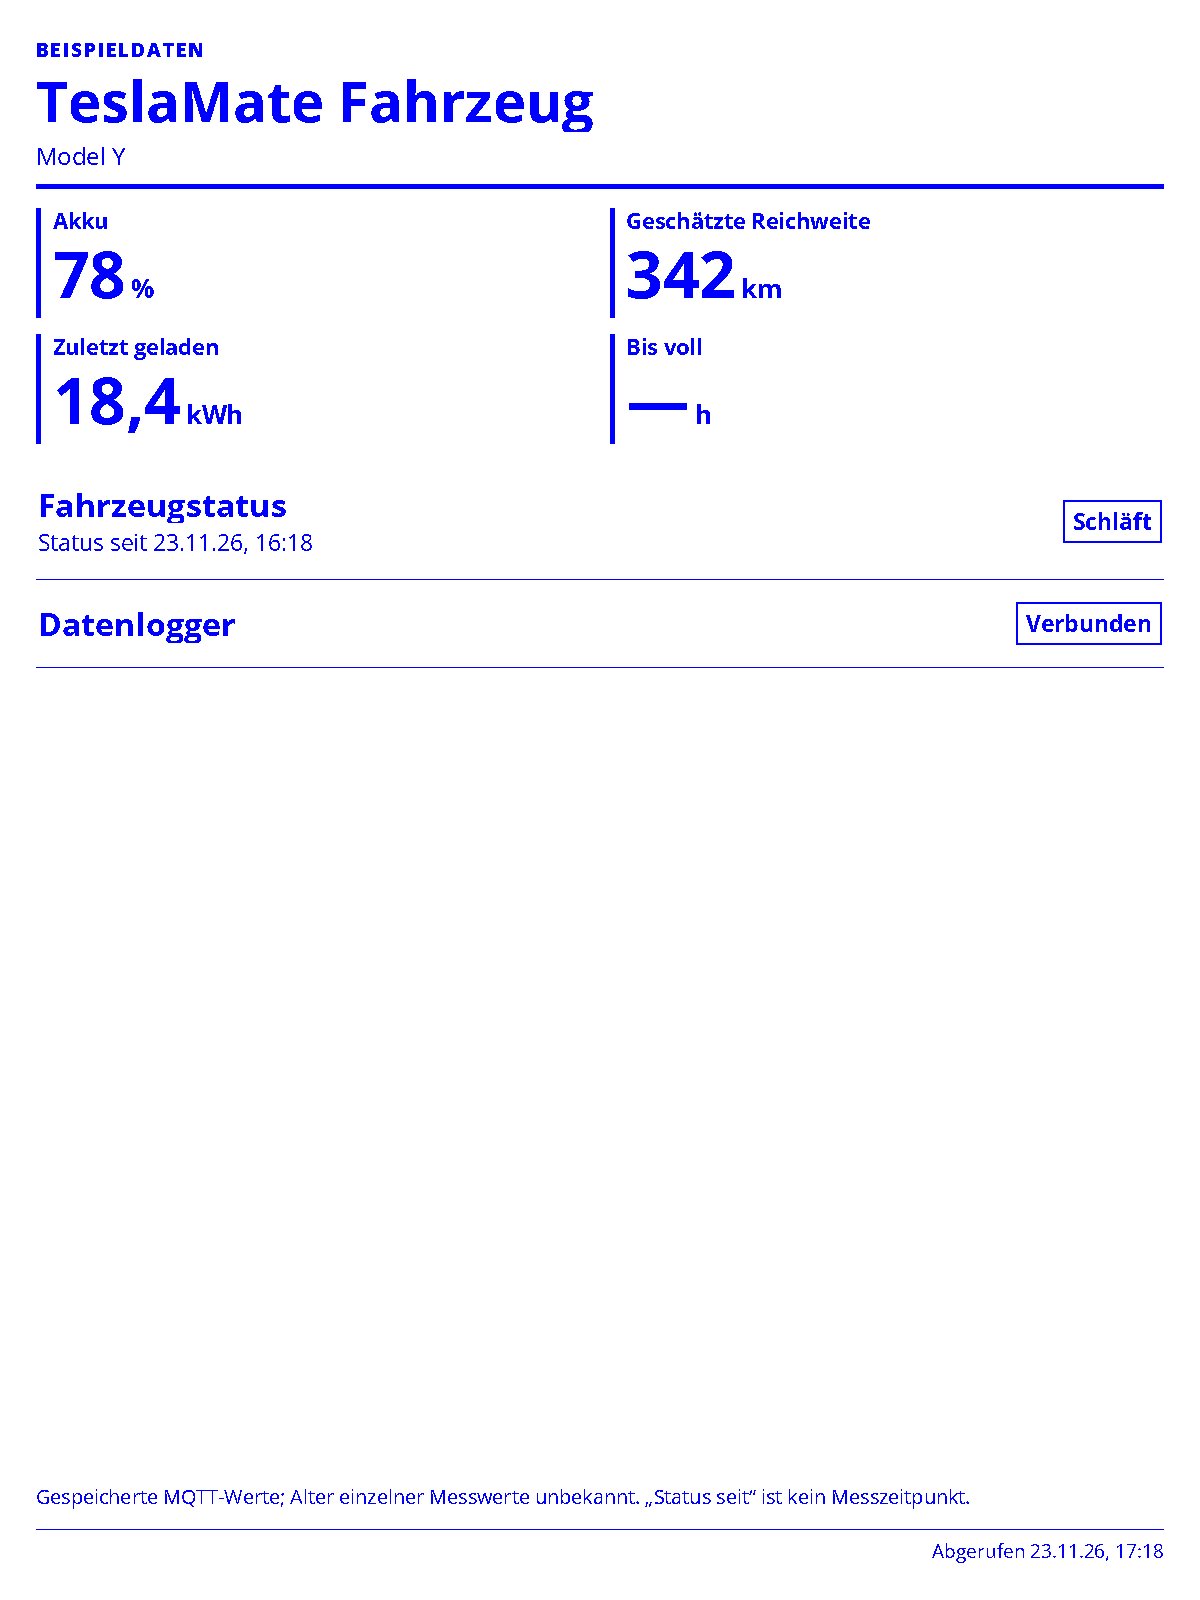 BEISPIELDATEN
TeslaMate Fahrzeug
Model Y
Akku
78 %
Geschätzte Reichweite
342 km
Zuletzt geladen
18,4 kWh
Bis voll
— h
Fahrzeugstatus
Status seit 23.11.26, 16:18
Schläft
Datenlogger
Verbunden
Gespeicherte MQTT-Werte; Alter einzelner Messwerte unbekannt. „Status seit“ ist kein Messzeitpunkt.
Abgerufen 23.11.26, 17:18